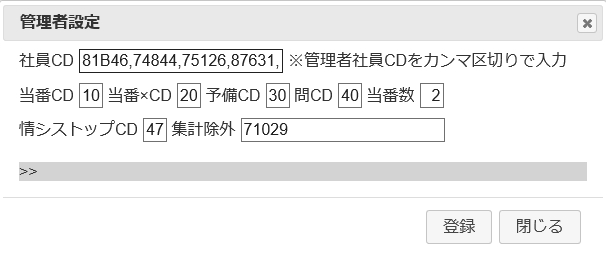 管理者設定
社員CD 81B46,74844,75126,87631, ※管理者社員CDをカンマ区切りで入力
当番CD 10 当番×CD 20 予備CD 30 問CD 40 当番数 2
情シストップCD 47 集計除外 71029
>>
登録 閉じる